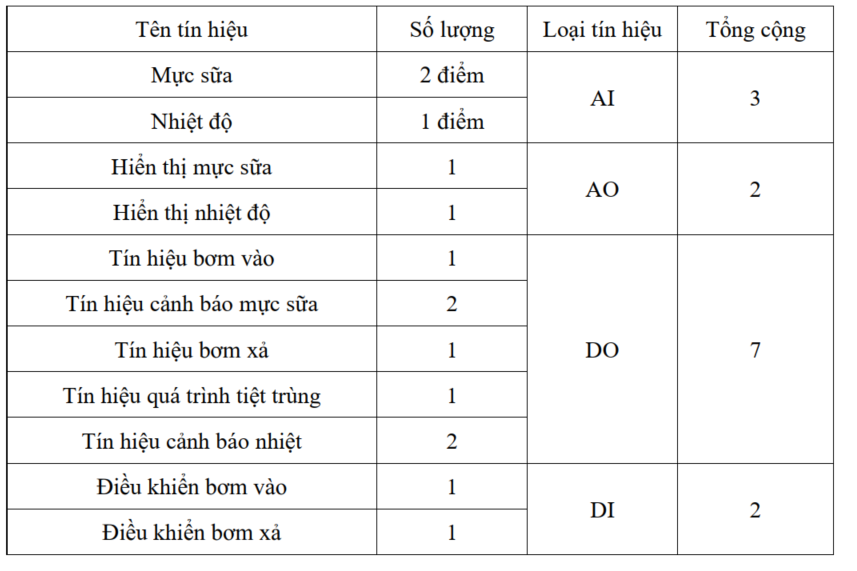 Tên tín hiệu Số lượng Loại tín hiệu Tổng cộng
Mực sữa 2 điểm AI 3
Nhiệt độ 1 điểm
Hiển thị mực sữa 1 AO 2
Hiển thị nhiệt độ 1
Tín hiệu bơm vào 1 DO 7
Tín hiệu cảnh báo mực sữa 2
Tín hiệu bơm xả 1
Tín hiệu quá trình tiệt trùng 1
Tín hiệu cảnh báo nhiệt 2
Điều khiển bơm vào 1 DI 2
Điều khiển bơm xả 1